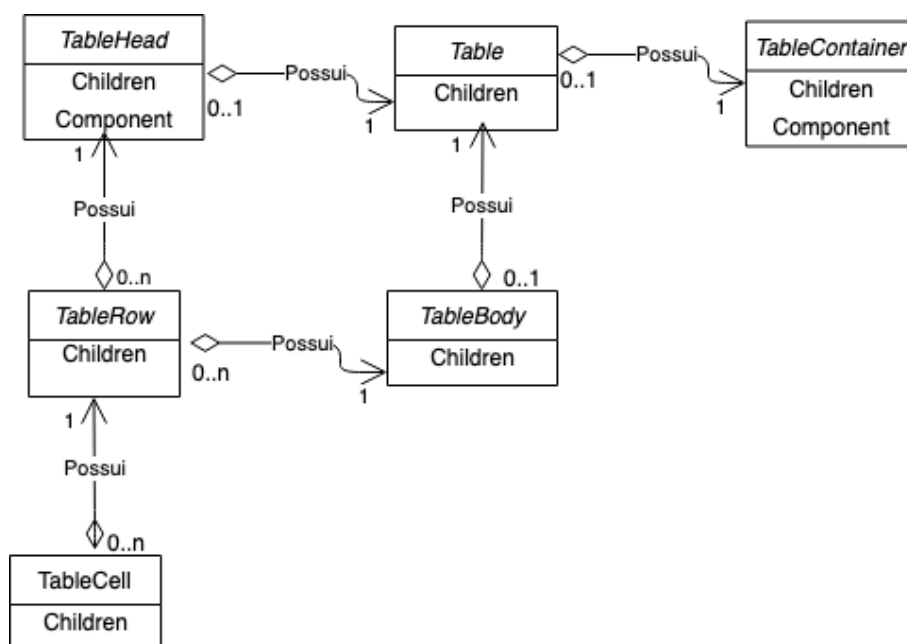 TableHead
Children
Component
0..1
Possui
1
Table
Children
0..1
Possui
1
TableContainer
Children
Component
1
Possui
0..n
1
Possui
0..1
TableRow
Children
0..n
Possui
1
TableBody
Children
1
Possui
0..n
TableCell
Children